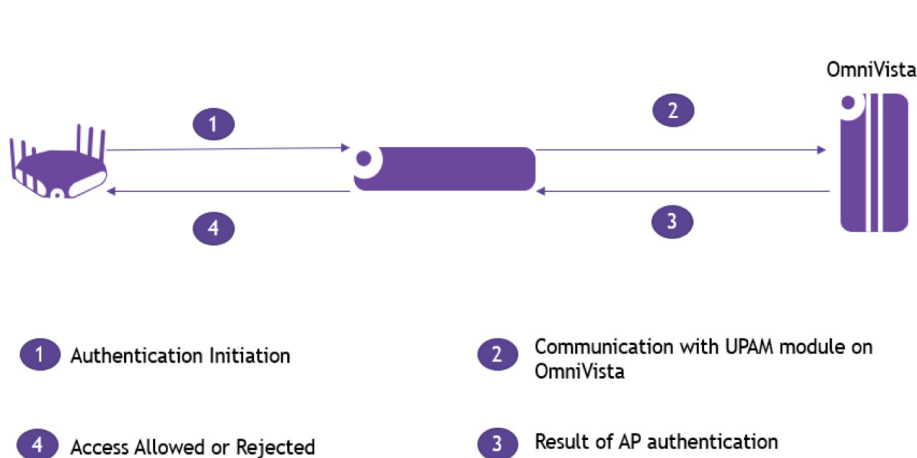 OmniVista
1
2
4
3
1 Authentication Initiation
2 Communication with UPAM module on
OmniVista
4 Access Allowed or Rejected
3 Result of AP authentication